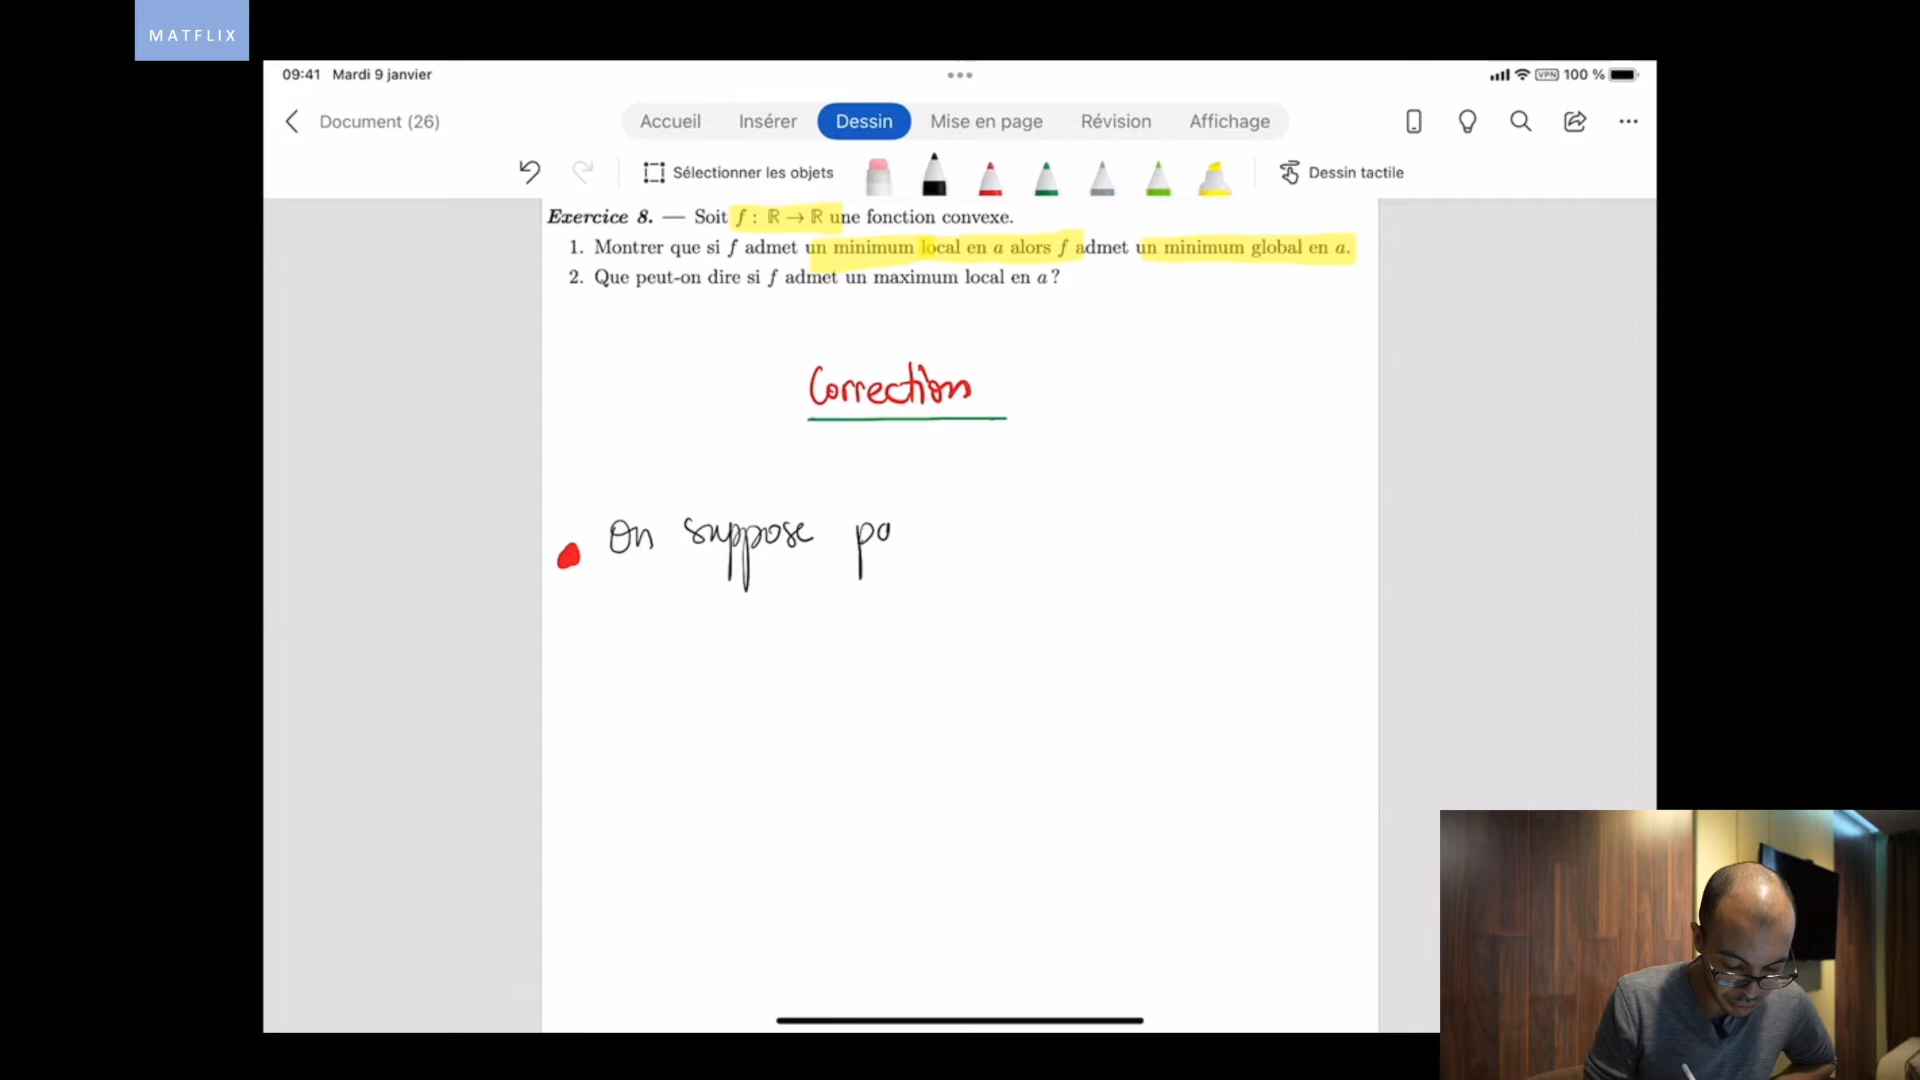 MATFLIX
09:41 Mardi 9 janvier
VPN 100 %
Document (26)
Accueil Insérer Dessin Mise en page Révision Affichage
Sélectionner les objets
Dessin tactile
Exercice 8. — Soit f : ℝ → ℝ une fonction convexe.
1. Montrer que si f admet un minimum local en a alors f admet un minimum global en a.
2. Que peut-on dire si f admet un maximum local en a ?
Correction
On suppose pa